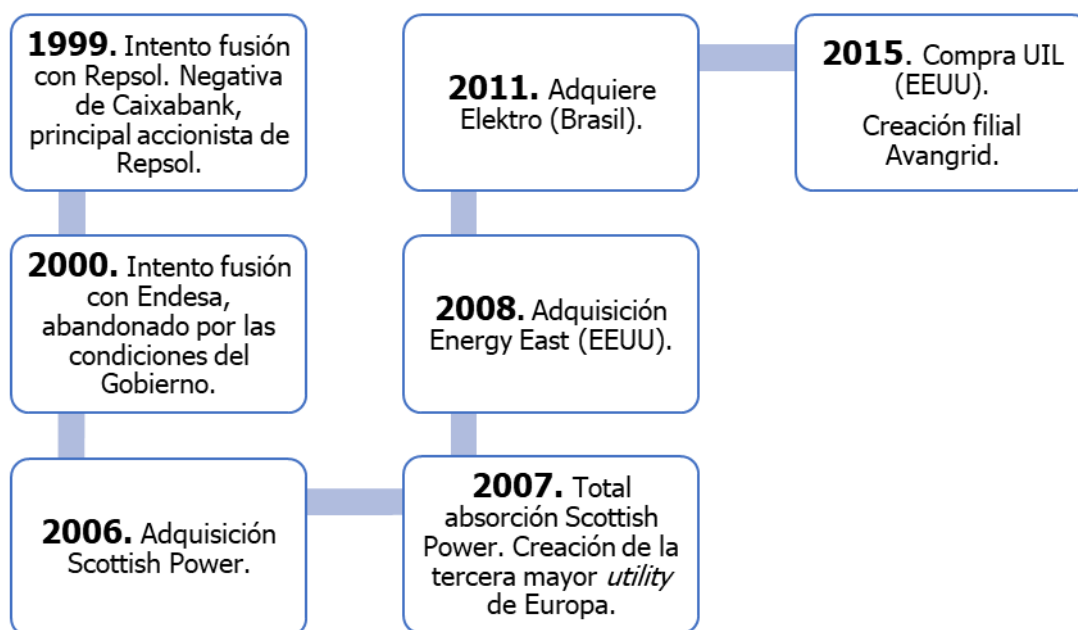 1999. Intento fusión
con Repsol. Negativa
de Caixabank,
principal accionista de
Repsol.
2000. Intento fusión
con Endesa,
abandonado por las
condiciones del
Gobierno.
2006. Adquisición
Scottish Power.
2007. Total
absorción Scottish
Power. Creación de la
tercera mayor utility
de Europa.
2008. Adquisición
Energy East (EEUU).
2011. Adquiere
Elektro (Brasil).
2015. Compra UIL
(EEUU).
Creación filial
Avangrid.